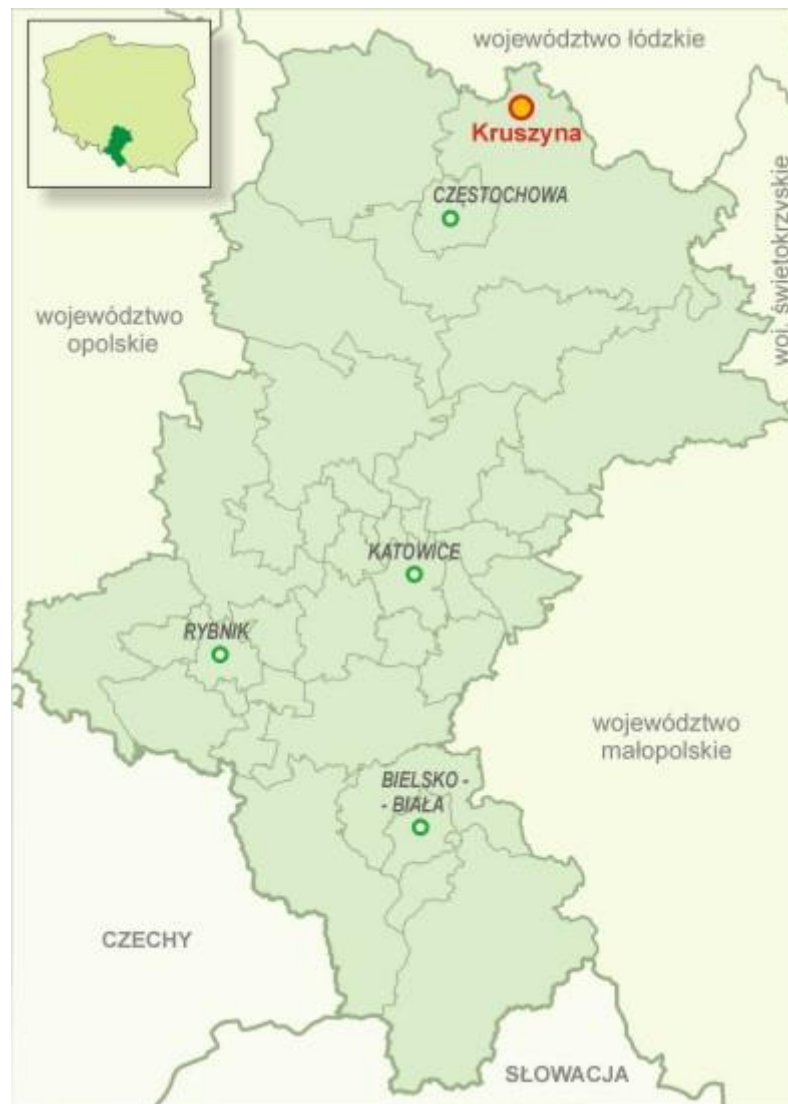 województwo łódzkie
Kruszyna
CZĘSTOCHOWA
woj. świętokrzyskie
województwo
opolskie
KATOWICE
RYBNIK
województwo
małopolskie
BIELSKO -
- BIAŁA
CZECHY
SŁOWACJA